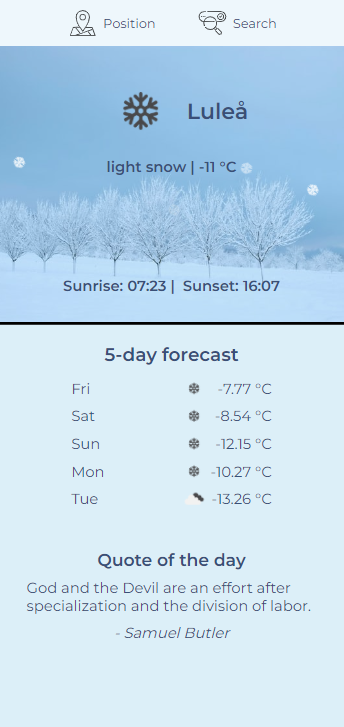 Position Search
Luleå
light snow | -11 °C
Sunrise: 07:23 | Sunset: 16:07
5-day forecast
Fri -7.77 °C
Sat -8.54 °C
Sun -12.15 °C
Mon -10.27 °C
Tue -13.26 °C
Quote of the day
God and the Devil are an effort after
specialization and the division of labor.
- Samuel Butler